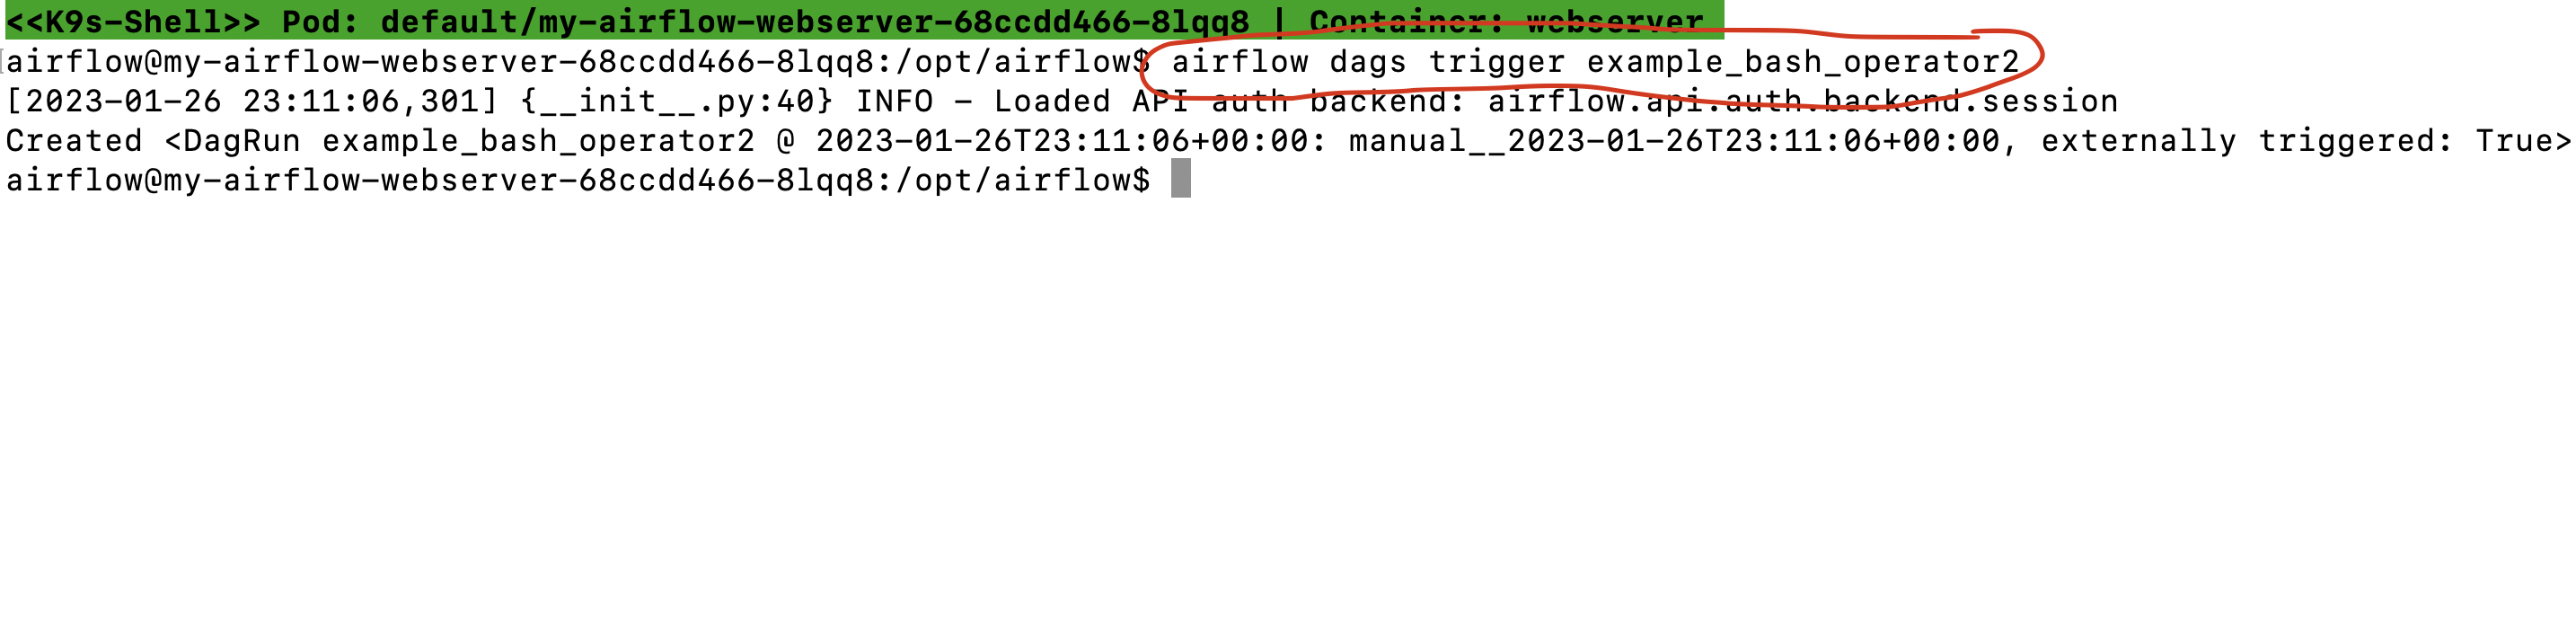 <<K9s-Shell>> Pod: default/my-airflow-webserver-68ccdd466-8lqq8 | Container: webserver
airflow@my-airflow-webserver-68ccdd466-8lqq8:/opt/airflow$ airflow dags trigger example_bash_operator2
[2023-01-26 23:11:06,301] {__init__.py:40} INFO - Loaded API auth backend: airflow.api.auth.backend.session
Created <DagRun example_bash_operator2 @ 2023-01-26T23:11:06+00:00: manual__2023-01-26T23:11:06+00:00, externally triggered: True>
airflow@my-airflow-webserver-68ccdd466-8lqq8:/opt/airflow$